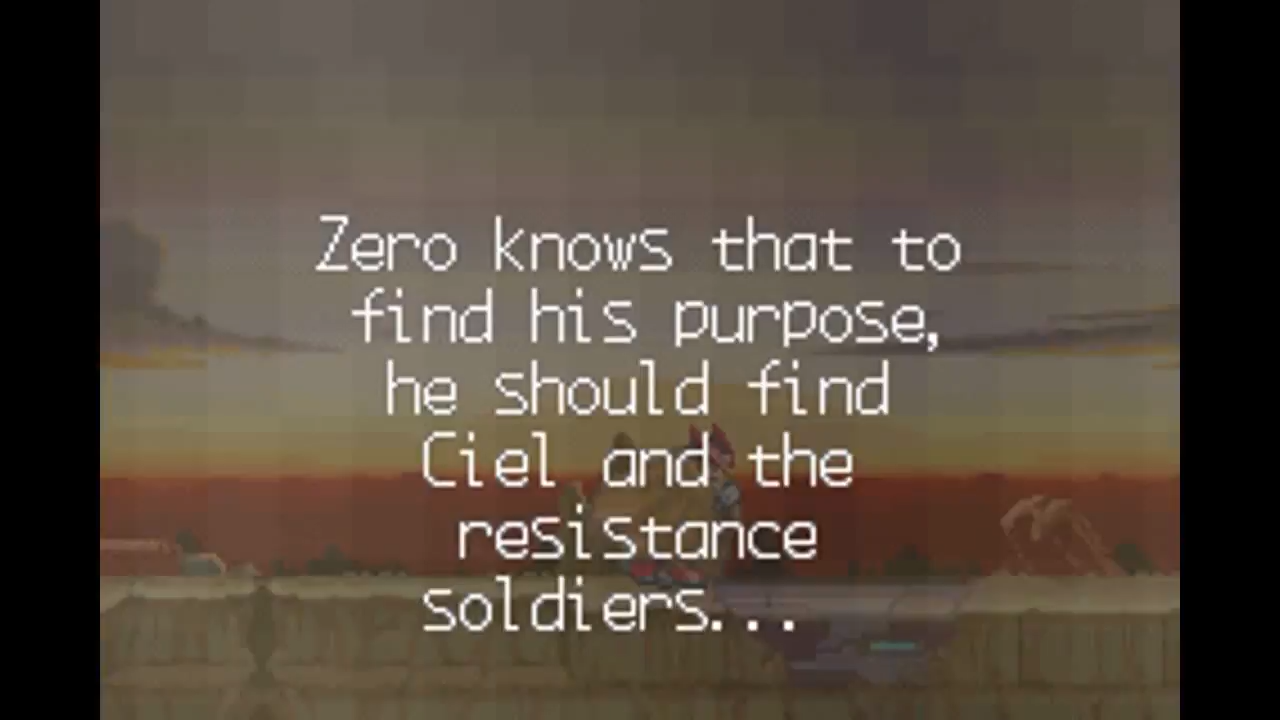 Zero knows that to
find his purpose,
he should find
Ciel and the
resistance
soldiers...